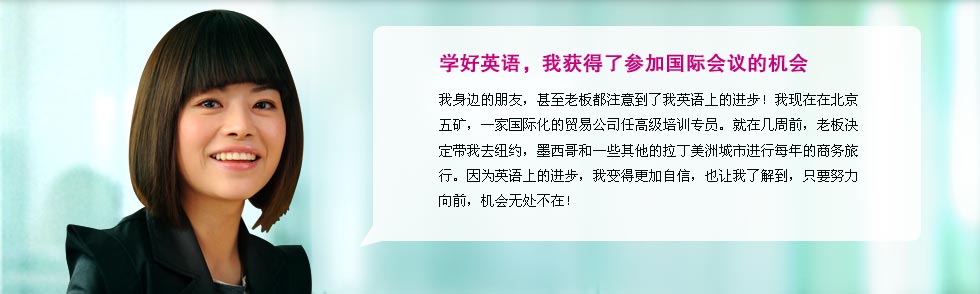 学好英语，我获得了参加国际会议的机会
我身边的朋友，甚至老板都注意到了我英语上的进步！我现在在北京
五矿，一家国际化的贸易公司任高级培训专员。就在几周前，老板决
定带我去纽约，墨西哥和一些其他的拉丁美洲城市进行每年的商务旅
行。因为英语上的进步，我变得更加自信，也让我了解到，只要努力
向前，机会无处不在！